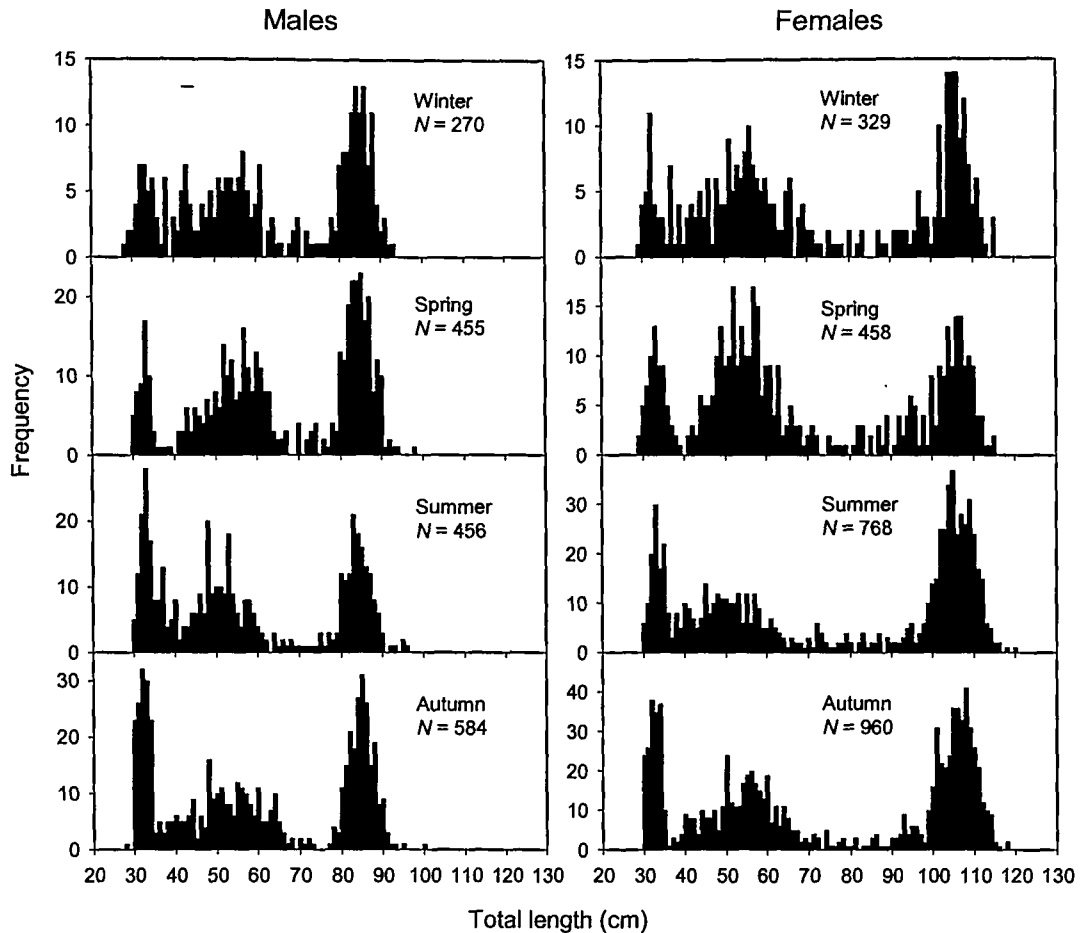 Males Females
15
10
5
0
Winter
N = 270
15
10
5
0
Winter
N = 329
20
10
0
Spring
N = 455
15
10
5
0
Spring
N = 458
Frequency
20
10
0
Summer
N = 456
30
20
10
0
Summer
N = 768
30
20
10
0
Autumn
N = 584
40
30
20
10
0
Autumn
N = 960
20 30 40 50 60 70 80 90 100 110 120 130 20 30 40 50 60 70 80 90 100 110 120 130
Total length (cm)